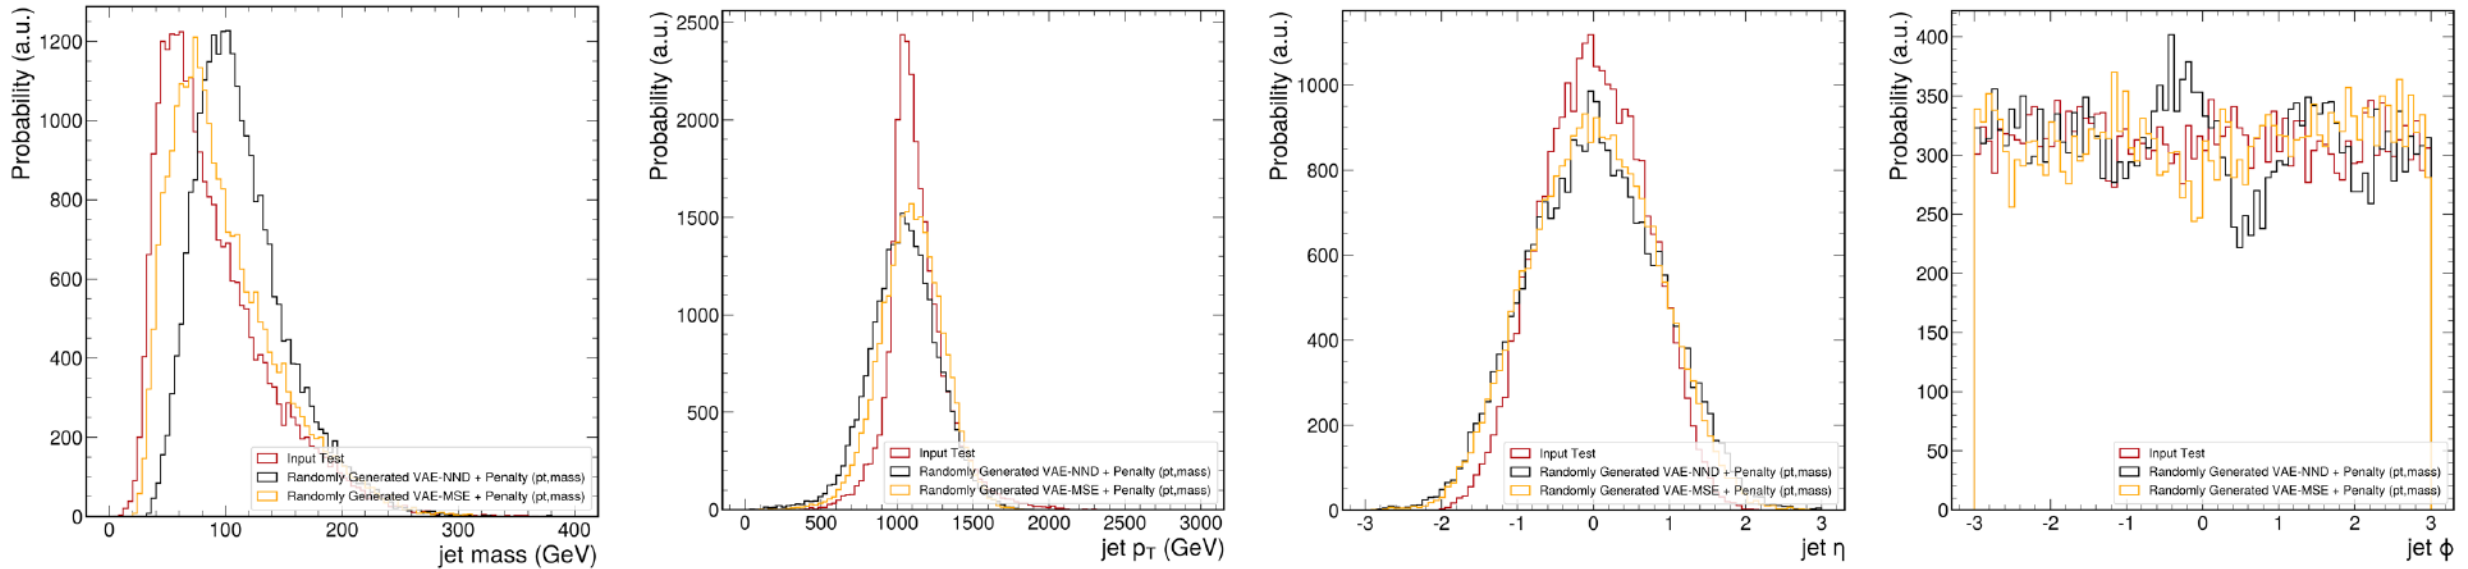 Probability (a.u.)
1200
1000
800
600
400
200
0
0 100 200 300 400
jet mass (GeV)
Input Test
Randomly Generated VAE-NND + Penalty (pt,mass)
Randomly Generated VAE-MSE + Penalty (pt,mass)
Probability (a.u.)
2500
2000
1500
1000
500
0
0 500 1000 1500 2000 2500 3000
jet pT (GeV)
Input Test
Randomly Generated VAE-NND + Penalty (pt,mass)
Randomly Generated VAE-MSE + Penalty (pt,mass)
Probability (a.u.)
1000
800
600
400
200
0
-3 -2 -1 0 1 2 3
jet η
Input Test
Randomly Generated VAE-NND + Penalty (pt,mass)
Randomly Generated VAE-MSE + Penalty (pt,mass)
Probability (a.u.)
400
350
300
250
200
150
100
50
0
-3 -2 -1 0 1 2 3
jet ϕ
Input Test
Randomly Generated VAE-NND + Penalty (pt,mass)
Randomly Generated VAE-MSE + Penalty (pt,mass)